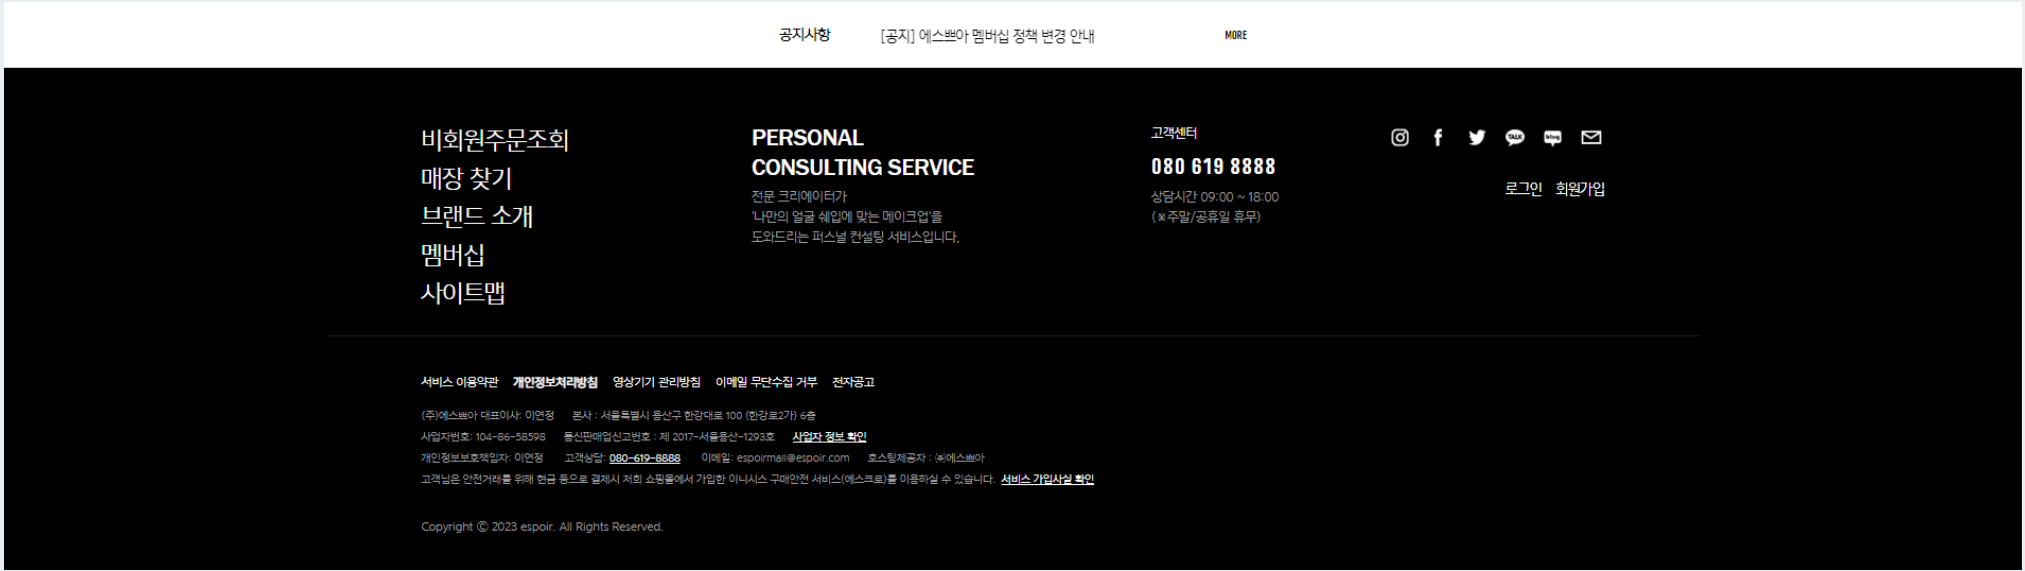 공지사항 [공지] 에스쁘아 멤버십 정책 변경 안내 MORE
비회원주문조회
매장 찾기
브랜드 소개
멤버십
사이트맵
PERSONAL
CONSULTING SERVICE
전문 크리에이터가
'나만의 얼굴 쉐입에 맞는 메이크업'을
도와드리는 퍼스널 컨설팅 서비스입니다.
고객센터
080 619 8888
상담시간 09:00 ~ 18:00
(※주말/공휴일 휴무)
TALK
blog
로그인 회원가입
서비스 이용약관 개인정보처리방침 영상기기 관리방침 이메일 무단수집 거부 전자공고
(주)에스쁘아 대표이사: 이연정 본사 : 서울특별시 용산구 한강대로 100 (한강로2가) 6층
사업자번호: 104-86-58598 통신판매업신고번호 : 제 2017-서울용산-1293호 사업자 정보 확인
개인정보보호책임자: 이연정 고객상담: 080-619-8888 이메일: espoirmall@espoir.com 호스팅제공자 : ㈜에스쁘아
고객님은 안전거래를 위해 현금 등으로 결제시 저희 쇼핑몰에서 가입한 이니시스 구매안전 서비스(에스크로)를 이용하실 수 있습니다. 서비스 가입사실 확인
Copyright ⓒ 2023 espoir. All Rights Reserved.